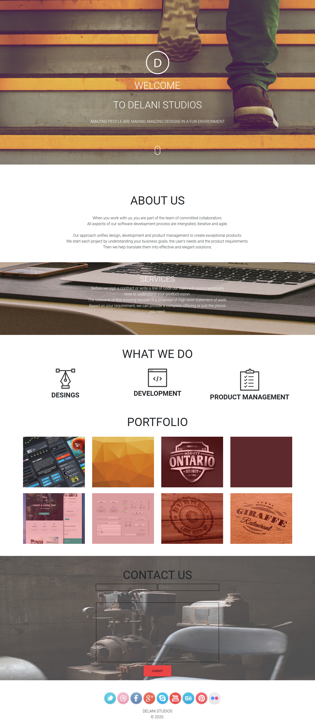 D
WELCOME
TO DELANI STUDIOS
AMAZING PEOPLE ARE MAKING AMAZING DESIGNS IN A FUN ENVIRONMENT
ABOUT US
When you work with us, you are part of the team of committed collaborators.
All aspects of our software development process are intergrated, iterative and agile.
Our approach unifies design, development and product management to create exceptional products.
We start each project by understanding your business goals, the user's needs and the product requirements.
Then we help translate them into effective and elegant solutions.
SERVICES
WHAT WE DO
DESINGS
DEVELOPMENT
PRODUCT MANAGEMENT
PORTFOLIO
ONTARIO
GIRAFFE
Restaurant
CONTACT US
DELANI STUDIOS
© 2020.